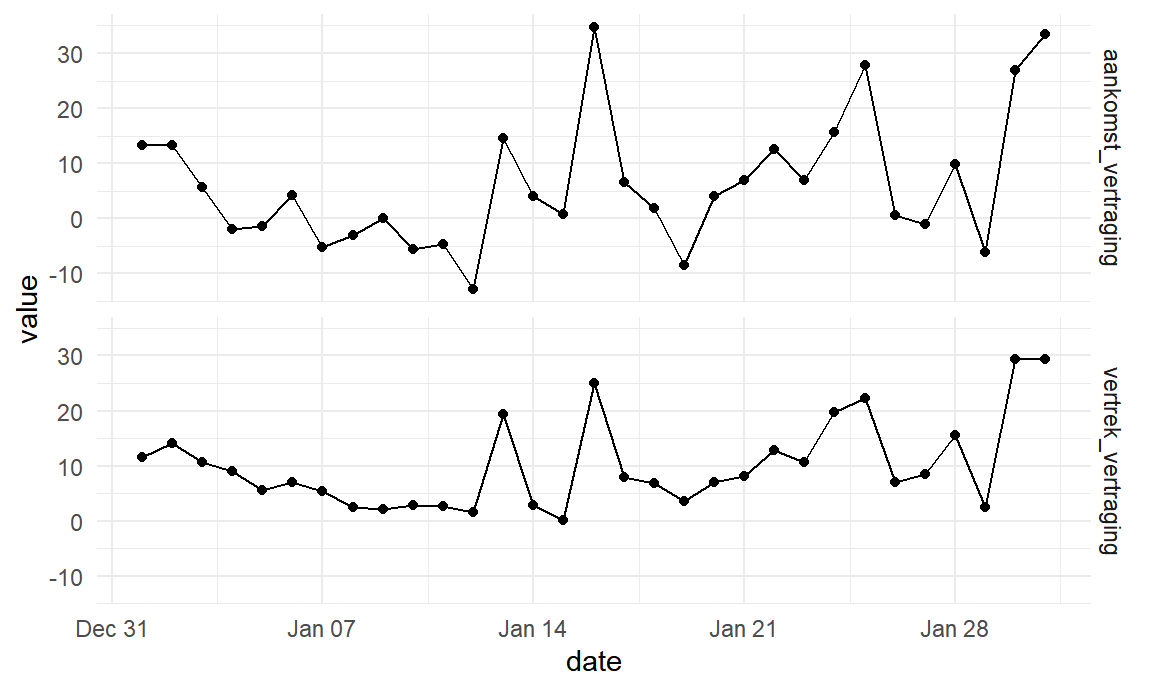 value
30
20
10
0
-10
aankomst_vertraging
30
20
10
0
-10
vertrek_vertraging
Dec 31 Jan 07 Jan 14 Jan 21 Jan 28
date